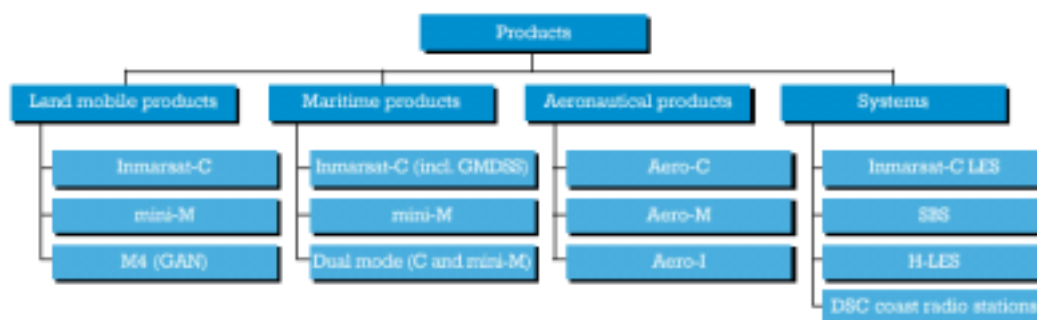 Products
Land mobile products
Maritime products
Aeronautical products
Systems
Inmarsat-C
Inmarsat-C (incl. GMDSS)
Aero-C
Inmarsat-C LES
mini-M
mini-M
Aero-M
SBS
M4 (GAN)
Dual mode (C and mini-M)
Aero-I
H-LES
DSC coast radio stations